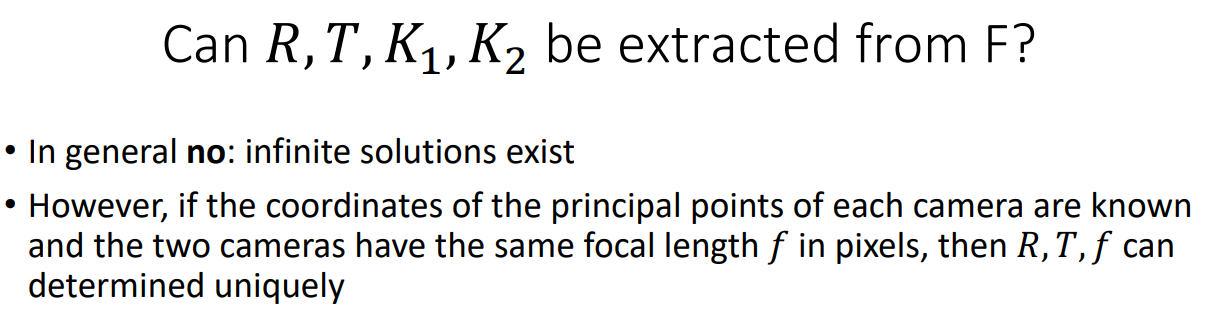 Can R, T, K₁, K₂ be extracted from F?
• In general no: infinite solutions exist
• However, if the coordinates of the principal points of each camera are known
and the two cameras have the same focal length f in pixels, then R, T, f can
determined uniquely